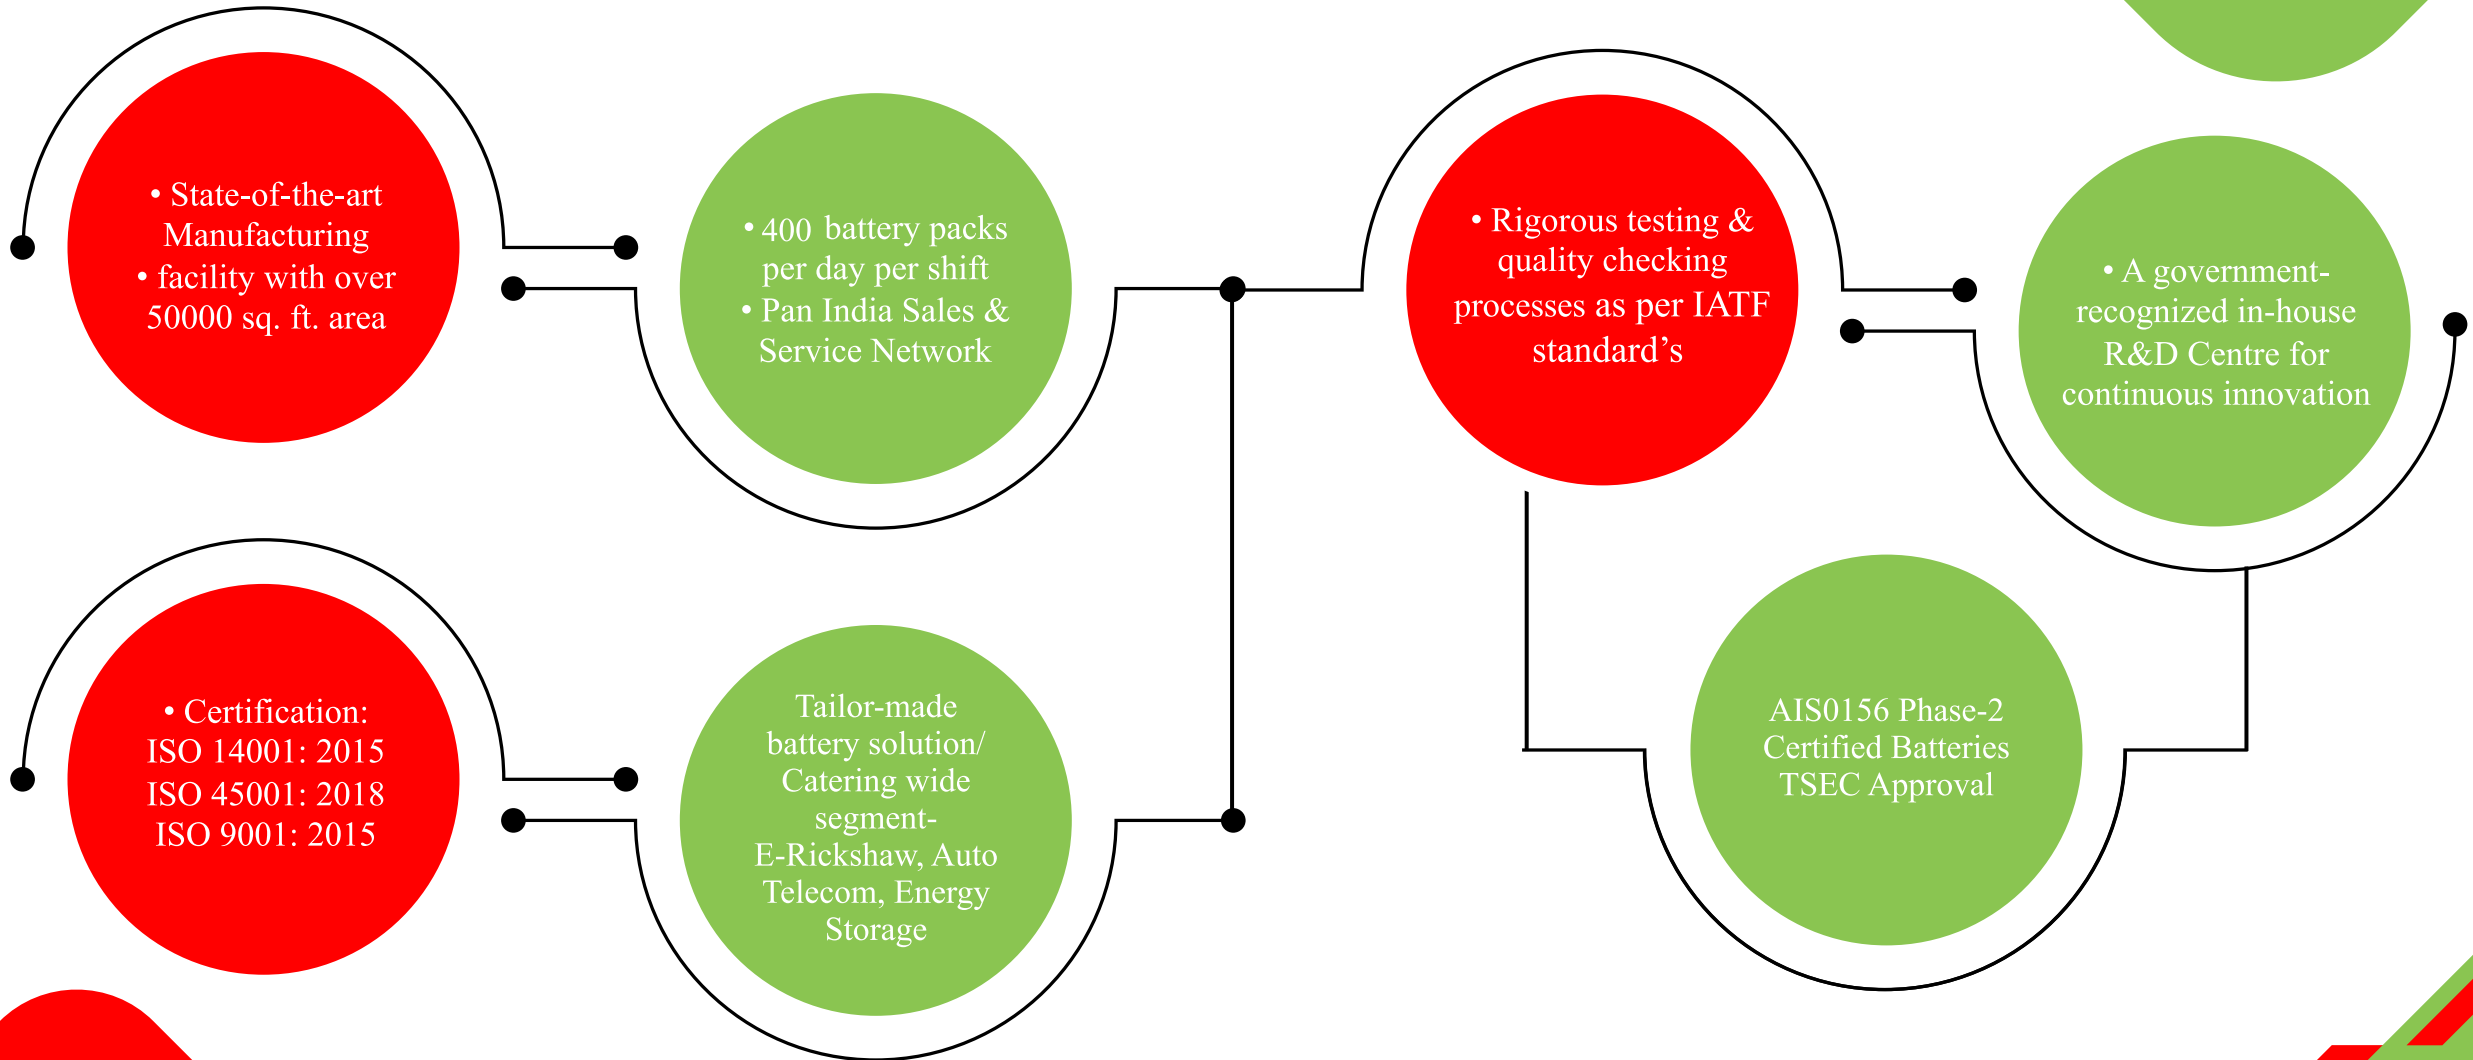 • State-of-the-art
Manufacturing
• facility with over
50000 sq. ft. area
• 400 battery packs
per day per shift
• Pan India Sales &
Service Network
• Rigorous testing &
quality checking
processes as per IATF
standard’s
• A government-
recognized in-house
R&D Centre for
continuous innovation
• Certification:
ISO 14001: 2015
ISO 45001: 2018
ISO 9001: 2015
Tailor-made
battery solution/
Catering wide
segment-
E-Rickshaw, Auto
Telecom, Energy
Storage
AIS0156 Phase-2
Certified Batteries
TSEC Approval